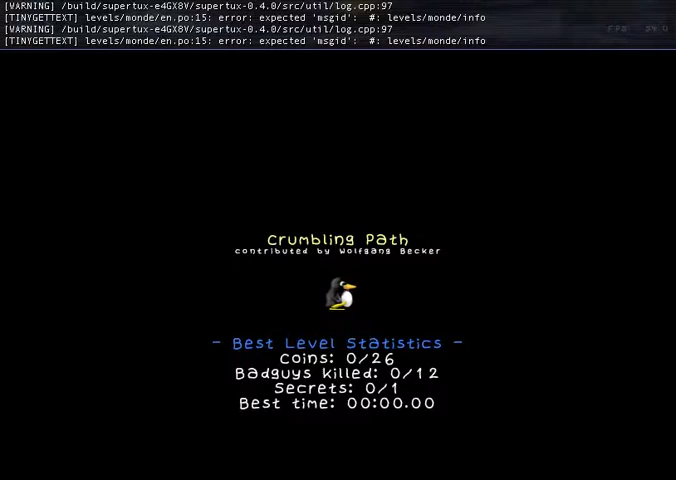 [WARNING] /build/supertux-e4GX8V/supertux-0.4.0/src/util/log.cpp:97
[TINYGETTEXT] levels/monde/en.po:15: error: expected 'msgid':  #: levels/monde/info
[WARNING] /build/supertux-e4GX8V/supertux-0.4.0/src/util/log.cpp:97
[TINYGETTEXT] levels/monde/en.po:15: error: expected 'msgid':  #: levels/monde/info
Crumbling Path
contributed by Wolfgang Becker
- Best Level Statistics -
Coins: 0/26
Badguys killed: 0/12
Secrets: 0/1
Best time: 00:00.00